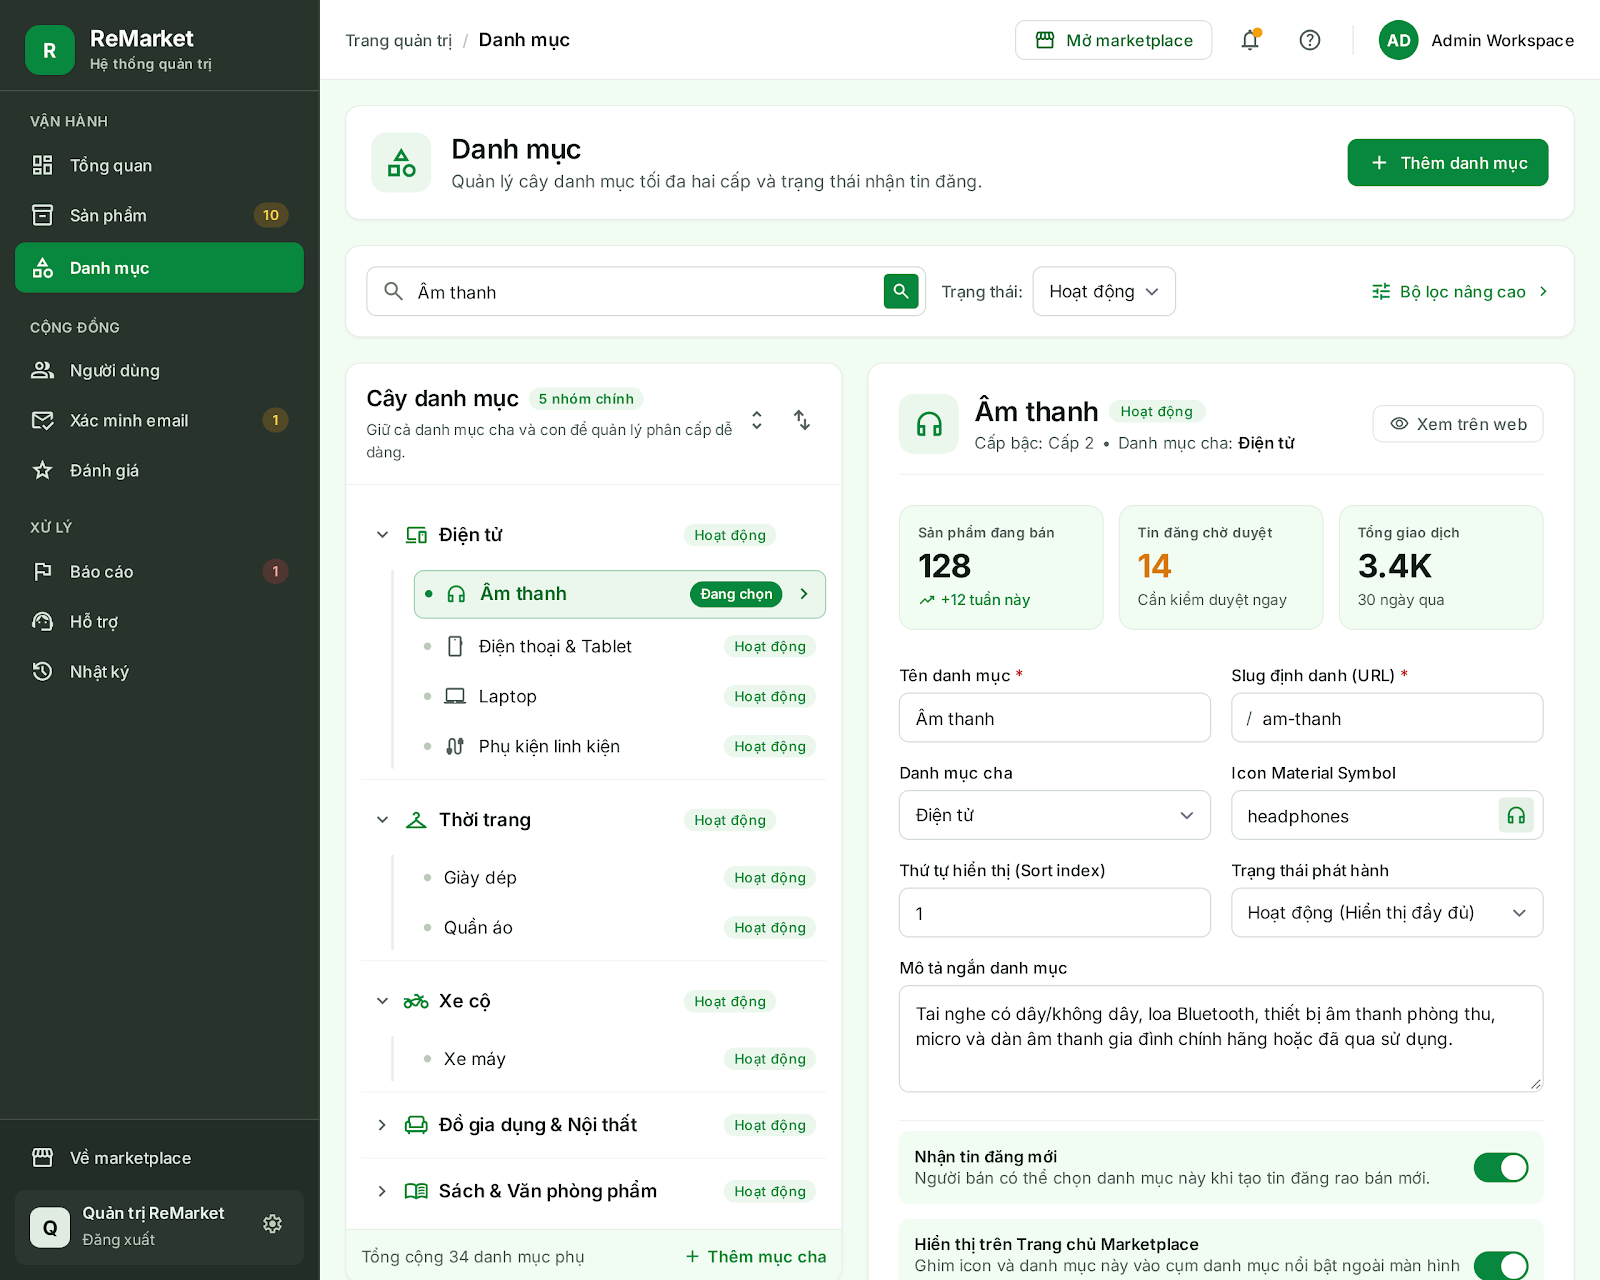 R
ReMarket
Hệ thống quản trị
VẬN HÀNH
Tổng quan
Sản phẩm
10
Danh mục
CỘNG ĐỒNG
Người dùng
Xác minh email
1
Đánh giá
XỬ LÝ
Báo cáo
1
Hỗ trợ
Nhật ký
Về marketplace
Q
Quản trị ReMarket
Đăng xuất
Trang quản trị / Danh mục
Mở marketplace
AD
Admin Workspace
Danh mục
Quản lý cây danh mục tối đa hai cấp và trạng thái nhận tin đăng.
Thêm danh mục
Âm thanh
Trạng thái:
Hoạt động
Bộ lọc nâng cao
Cây danh mục
5 nhóm chính
Giữ cả danh mục cha và con để quản lý phân cấp dễ
dàng.
Điện tử
Hoạt động
Âm thanh
Đang chọn
Điện thoại & Tablet
Hoạt động
Laptop
Hoạt động
Phụ kiện linh kiện
Hoạt động
Thời trang
Hoạt động
Giày dép
Hoạt động
Quần áo
Hoạt động
Xe cộ
Hoạt động
Xe máy
Hoạt động
Đồ gia dụng & Nội thất
Hoạt động
Sách & Văn phòng phẩm
Hoạt động
Tổng cộng 34 danh mục phụ
Thêm mục cha
Âm thanh
Hoạt động
Cấp bậc: Cấp 2 • Danh mục cha: Điện tử
Xem trên web
Sản phẩm đang bán
128
+12 tuần này
Tin đăng chờ duyệt
14
Cần kiểm duyệt ngay
Tổng giao dịch
3.4K
30 ngày qua
Tên danh mục *
Âm thanh
Slug định danh (URL) *
/ am-thanh
Danh mục cha
Điện tử
Icon Material Symbol
headphones
Thứ tự hiển thị (Sort index)
1
Trạng thái phát hành
Hoạt động (Hiển thị đầy đủ)
Mô tả ngắn danh mục
Tai nghe có dây/không dây, loa Bluetooth, thiết bị âm thanh phòng thu,
micro và dàn âm thanh gia đình chính hãng hoặc đã qua sử dụng.
Nhận tin đăng mới
Người bán có thể chọn danh mục này khi tạo tin đăng rao bán mới.
Hiển thị trên Trang chủ Marketplace
Ghim icon và danh mục này vào cụm danh mục nổi bật ngoài màn hình